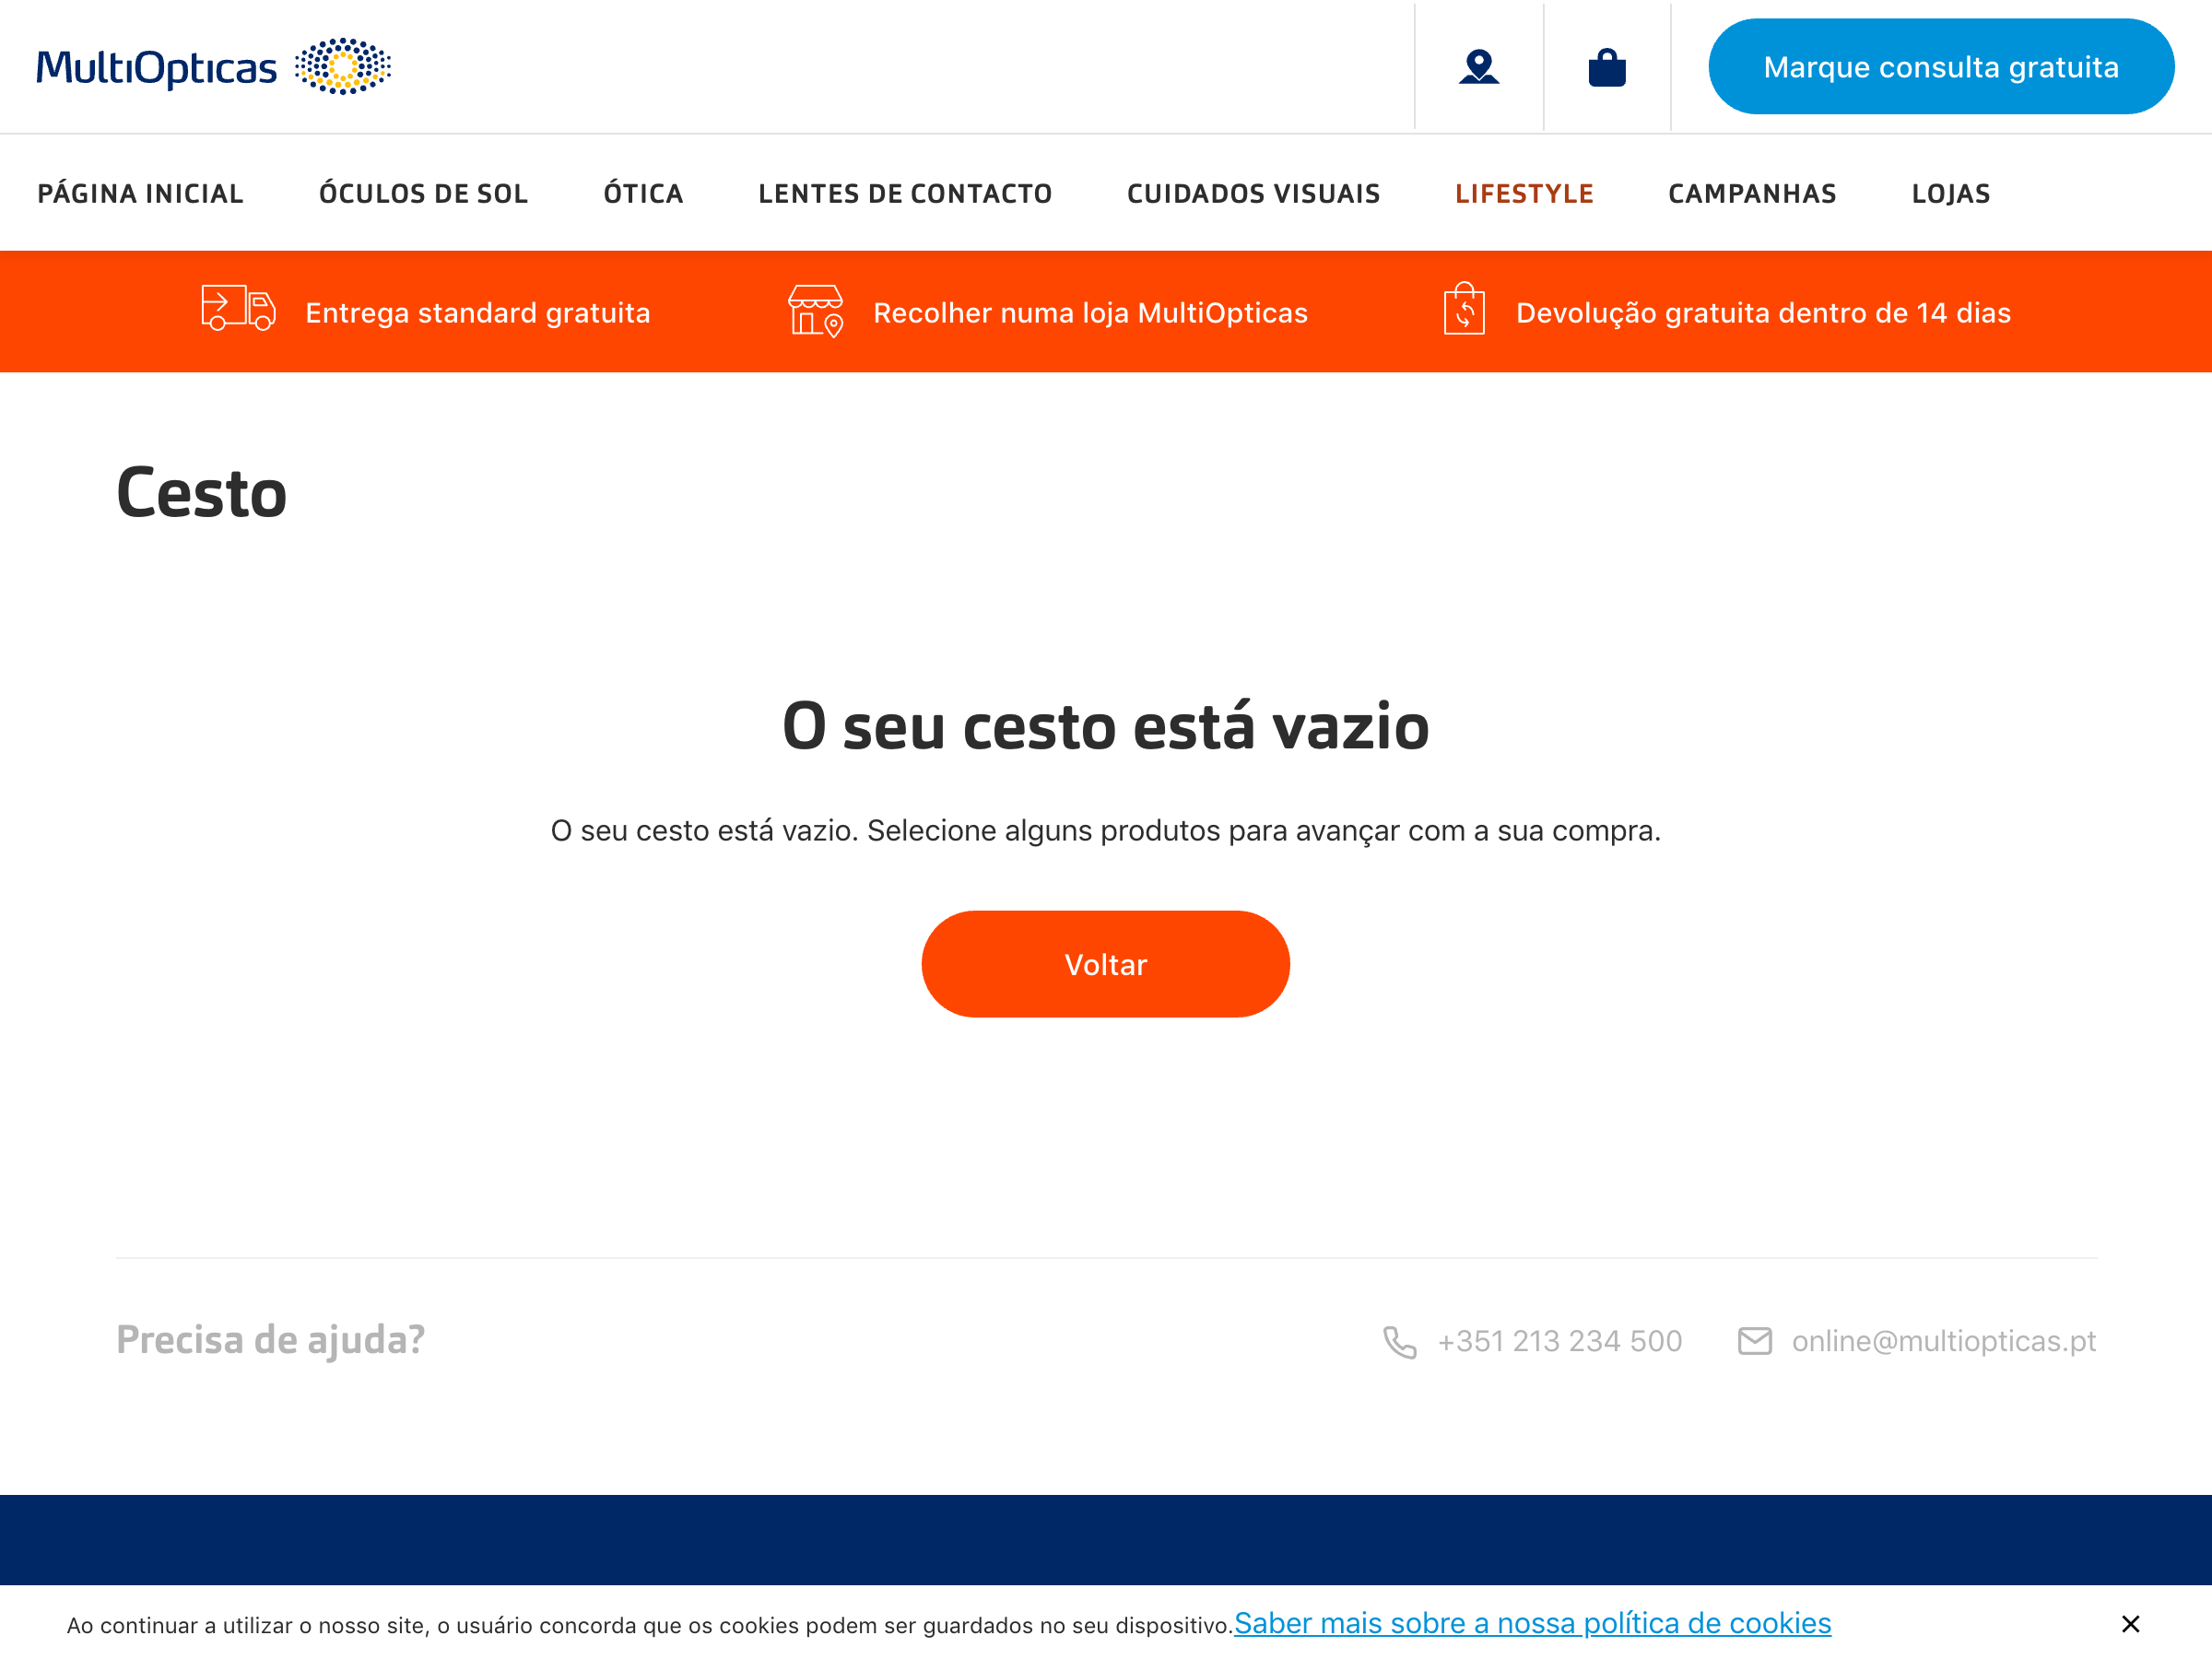 MultiOpticas
Marque consulta gratuita
PÁGINA INICIAL
ÓCULOS DE SOL
ÓTICA
LENTES DE CONTACTO
CUIDADOS VISUAIS
LIFESTYLE
CAMPANHAS
LOJAS
Entrega standard gratuita
Recolher numa loja MultiOpticas
Devolução gratuita dentro de 14 dias
Cesto
O seu cesto está vazio
O seu cesto está vazio. Selecione alguns produtos para avançar com a sua compra.
Voltar
Precisa de ajuda?
+351 213 234 500
online@multiopticas.pt
Ao continuar a utilizar o nosso site, o usuário concorda que os cookies podem ser guardados no seu dispositivo.Saber mais sobre a nossa política de cookies